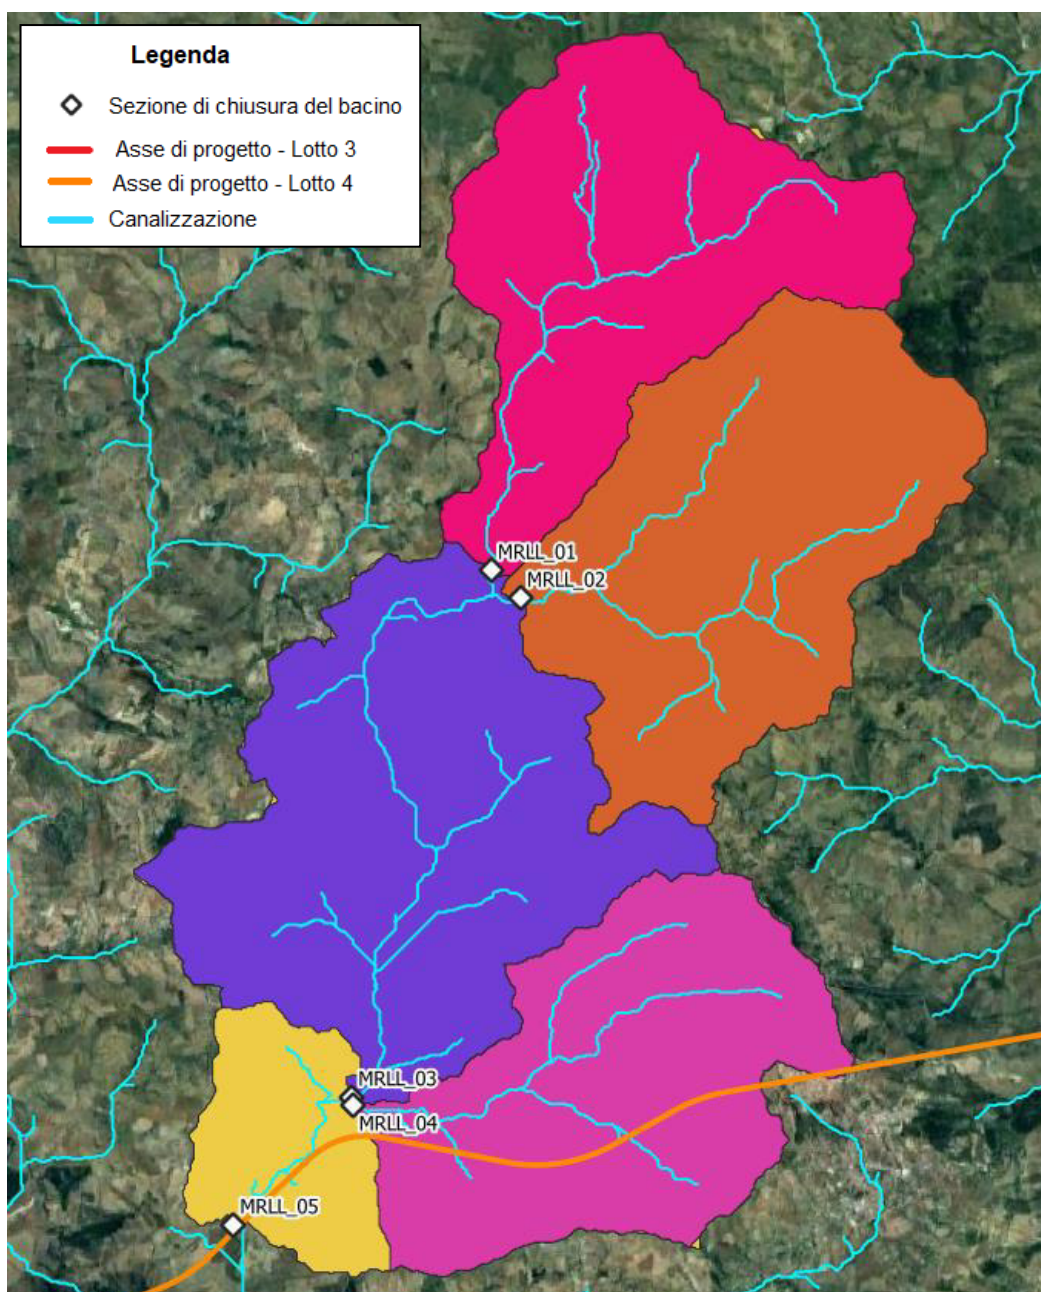 Legenda
Sezione di chiusura del bacino
Asse di progetto - Lotto 3
Asse di progetto - Lotto 4
Canalizzazione
MRLL_01
MRLL_02
MRLL_03
MRLL_04
MRLL_05